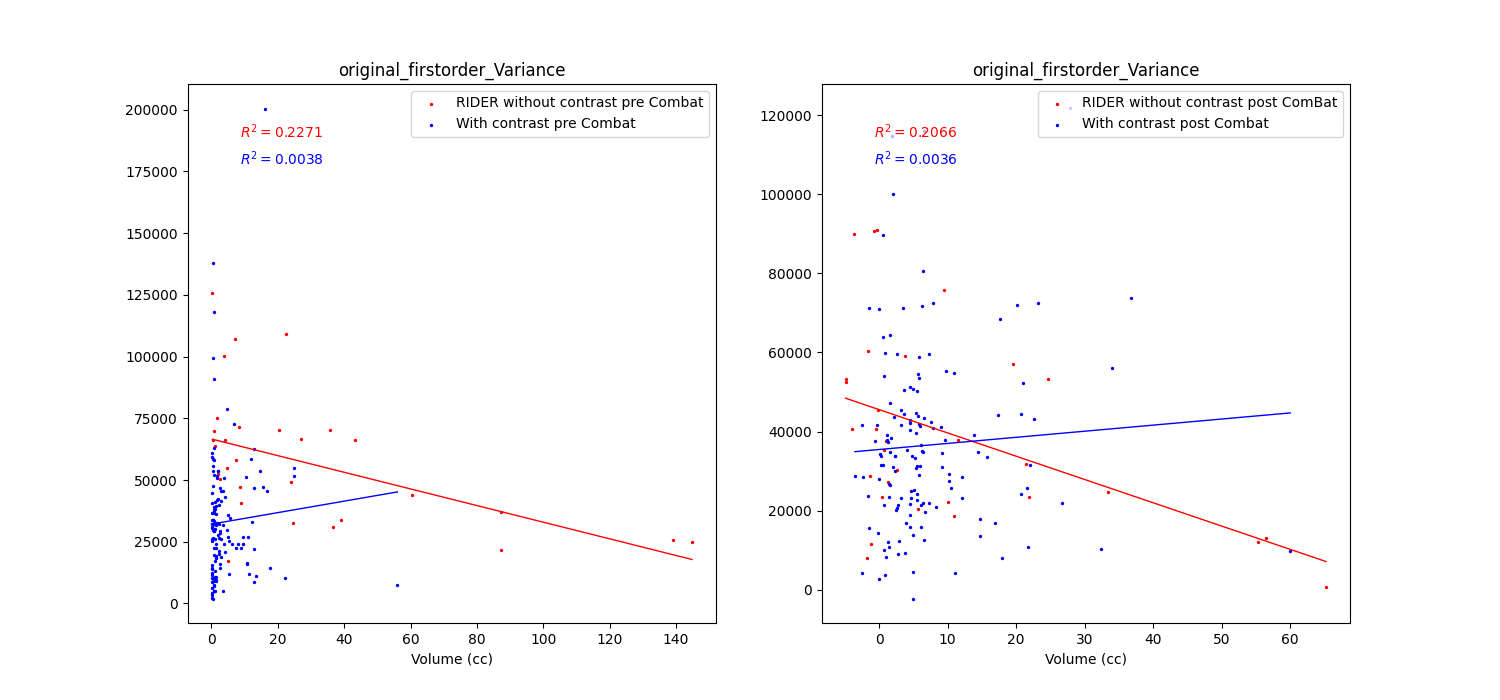 original_firstorder_Variance
RIDER without contrast pre Combat
With contrast pre Combat
R² = 0.2271
R² = 0.0038
200000
175000
150000
125000
100000
75000
50000
25000
0
0 20 40 60 80 100 120 140
Volume (cc)
original_firstorder_Variance
RIDER without contrast post ComBat
With contrast post Combat
R² = 0.2066
R² = 0.0036
120000
100000
80000
60000
40000
20000
0
0 10 20 30 40 50 60
Volume (cc)